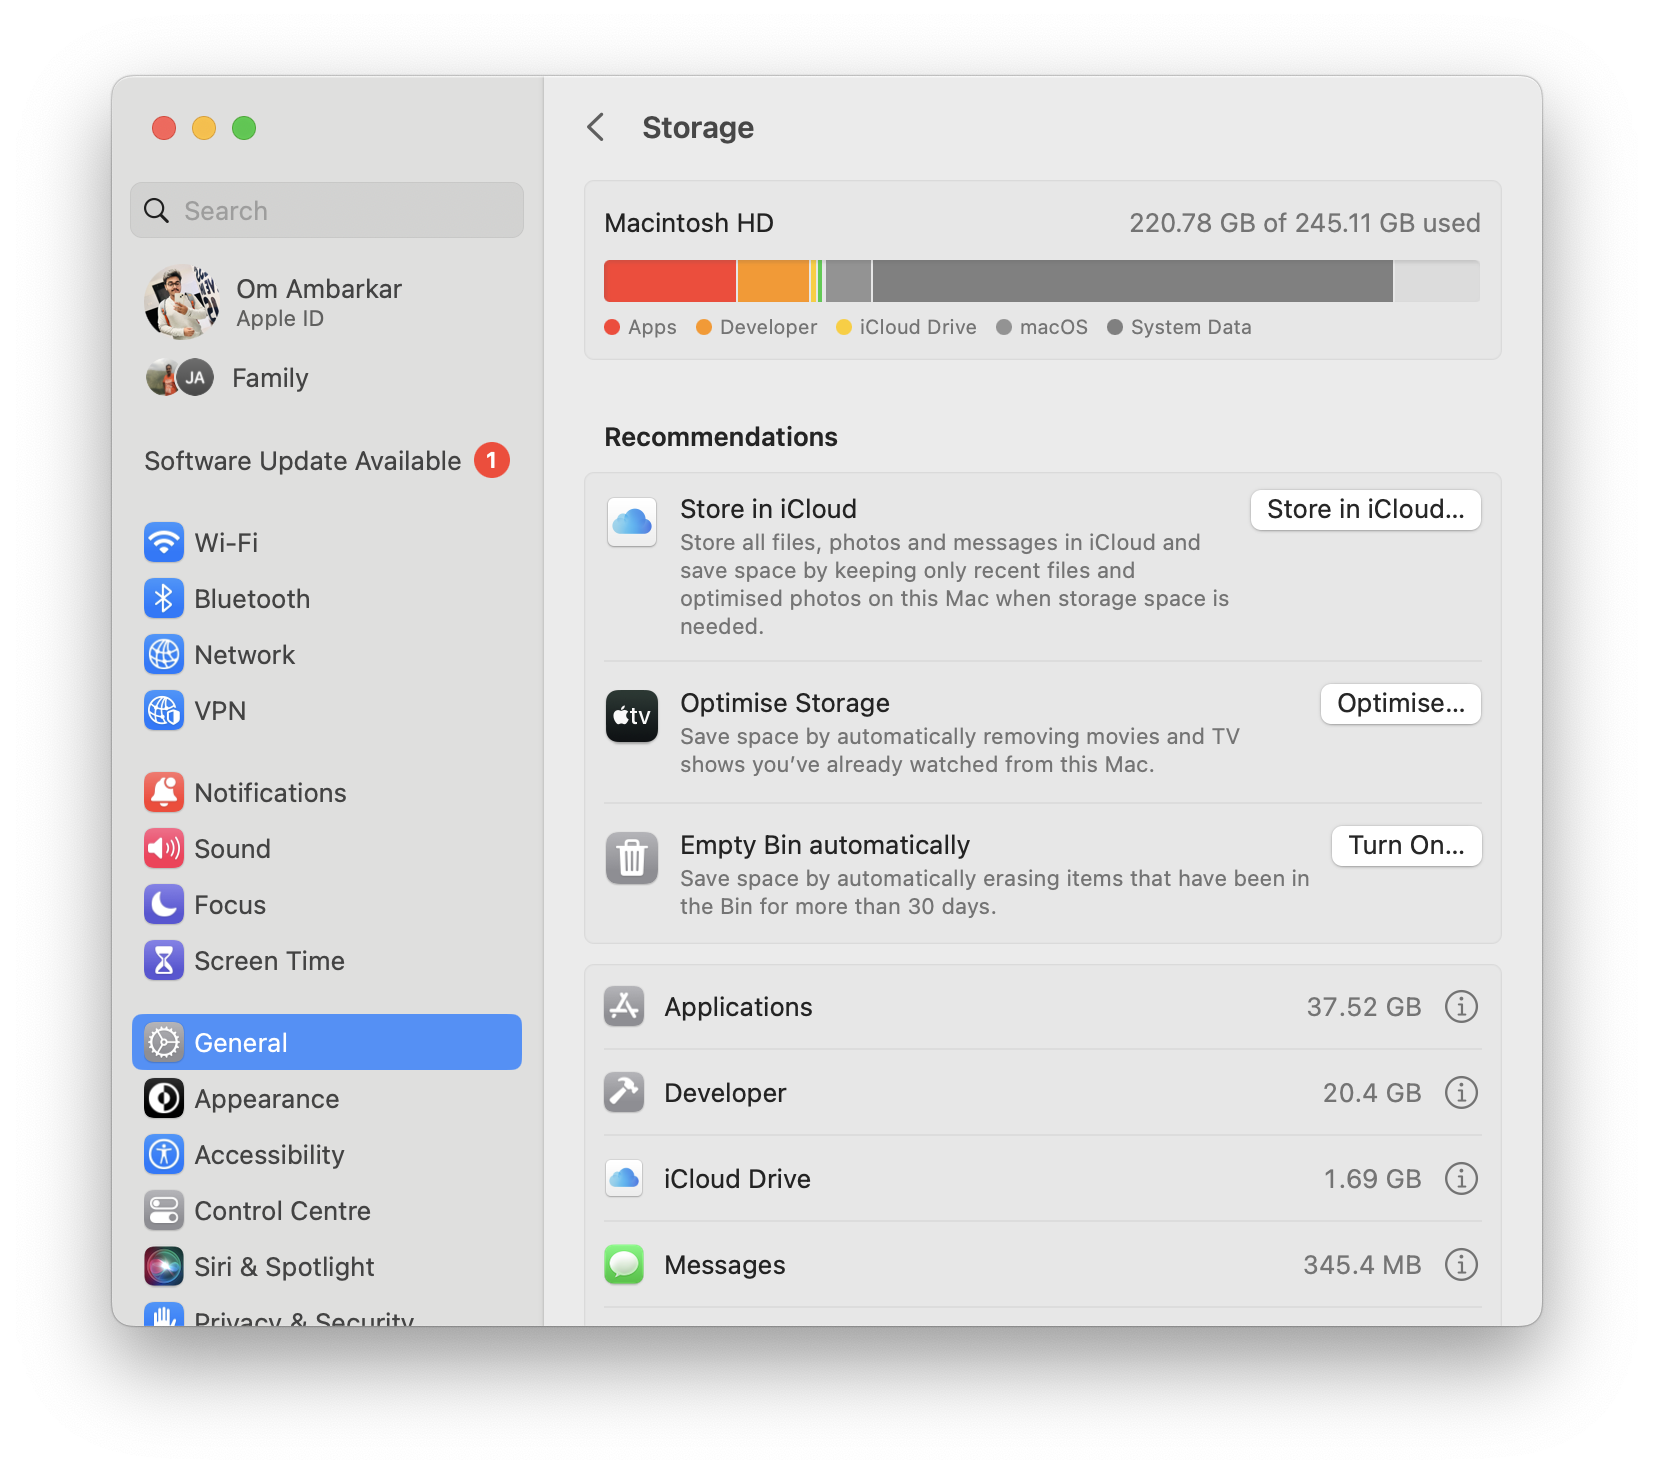 Search
Om Ambarkar
Apple ID
JA
Family
Software Update Available 1
Wi-Fi
Bluetooth
Network
VPN
Notifications
Sound
Focus
Screen Time
General
Appearance
Accessibility
Control Centre
Siri & Spotlight
Privacy & Security
Storage
Macintosh HD
220.78 GB of 245.11 GB used
Apps Developer iCloud Drive macOS System Data
Recommendations
Store in iCloud
Store in iCloud...
Store all files, photos and messages in iCloud and
save space by keeping only recent files and
optimised photos on this Mac when storage space is
needed.
tv
Optimise Storage
Optimise...
Save space by automatically removing movies and TV
shows you’ve already watched from this Mac.
Empty Bin automatically
Turn On...
Save space by automatically erasing items that have been in
the Bin for more than 30 days.
Applications 37.52 GB
Developer 20.4 GB
iCloud Drive 1.69 GB
Messages 345.4 MB